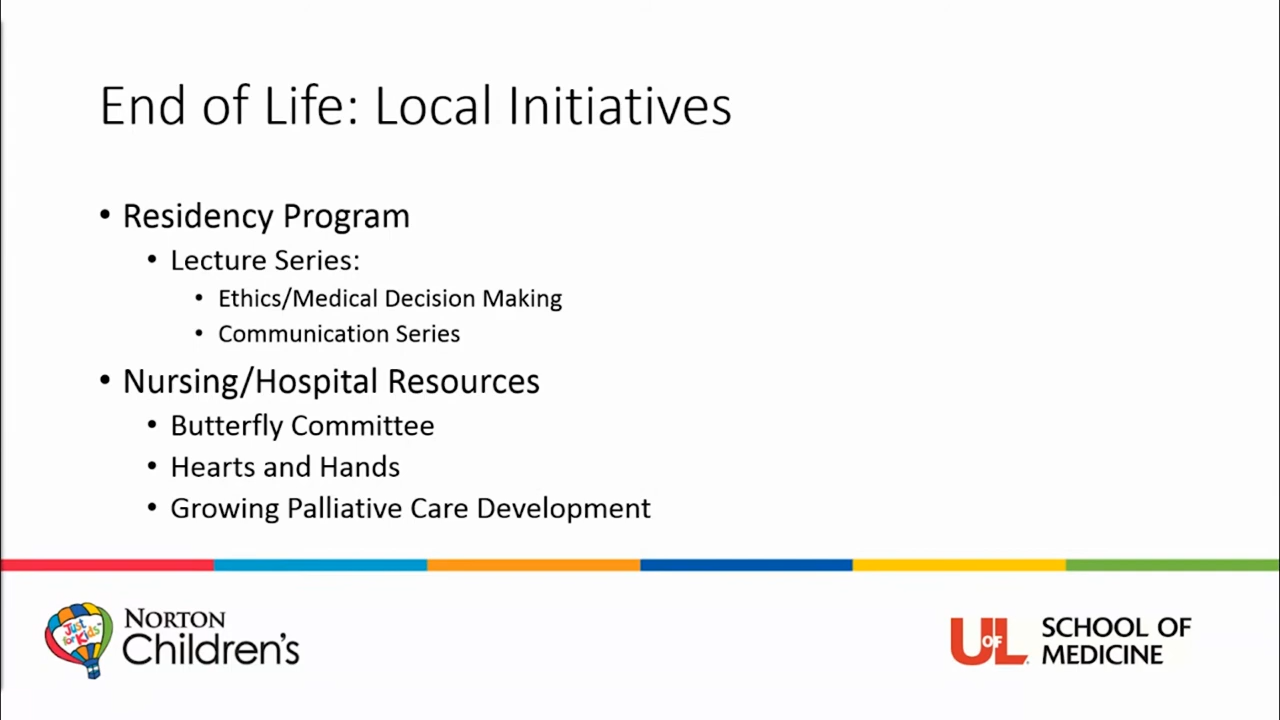 End of Life: Local Initiatives
• Residency Program
• Lecture Series:
• Ethics/Medical Decision Making
• Communication Series
• Nursing/Hospital Resources
• Butterfly Committee
• Hearts and Hands
• Growing Palliative Care Development
Just for Kids
NORTON
Children's
UOFL
SCHOOL OF
MEDICINE